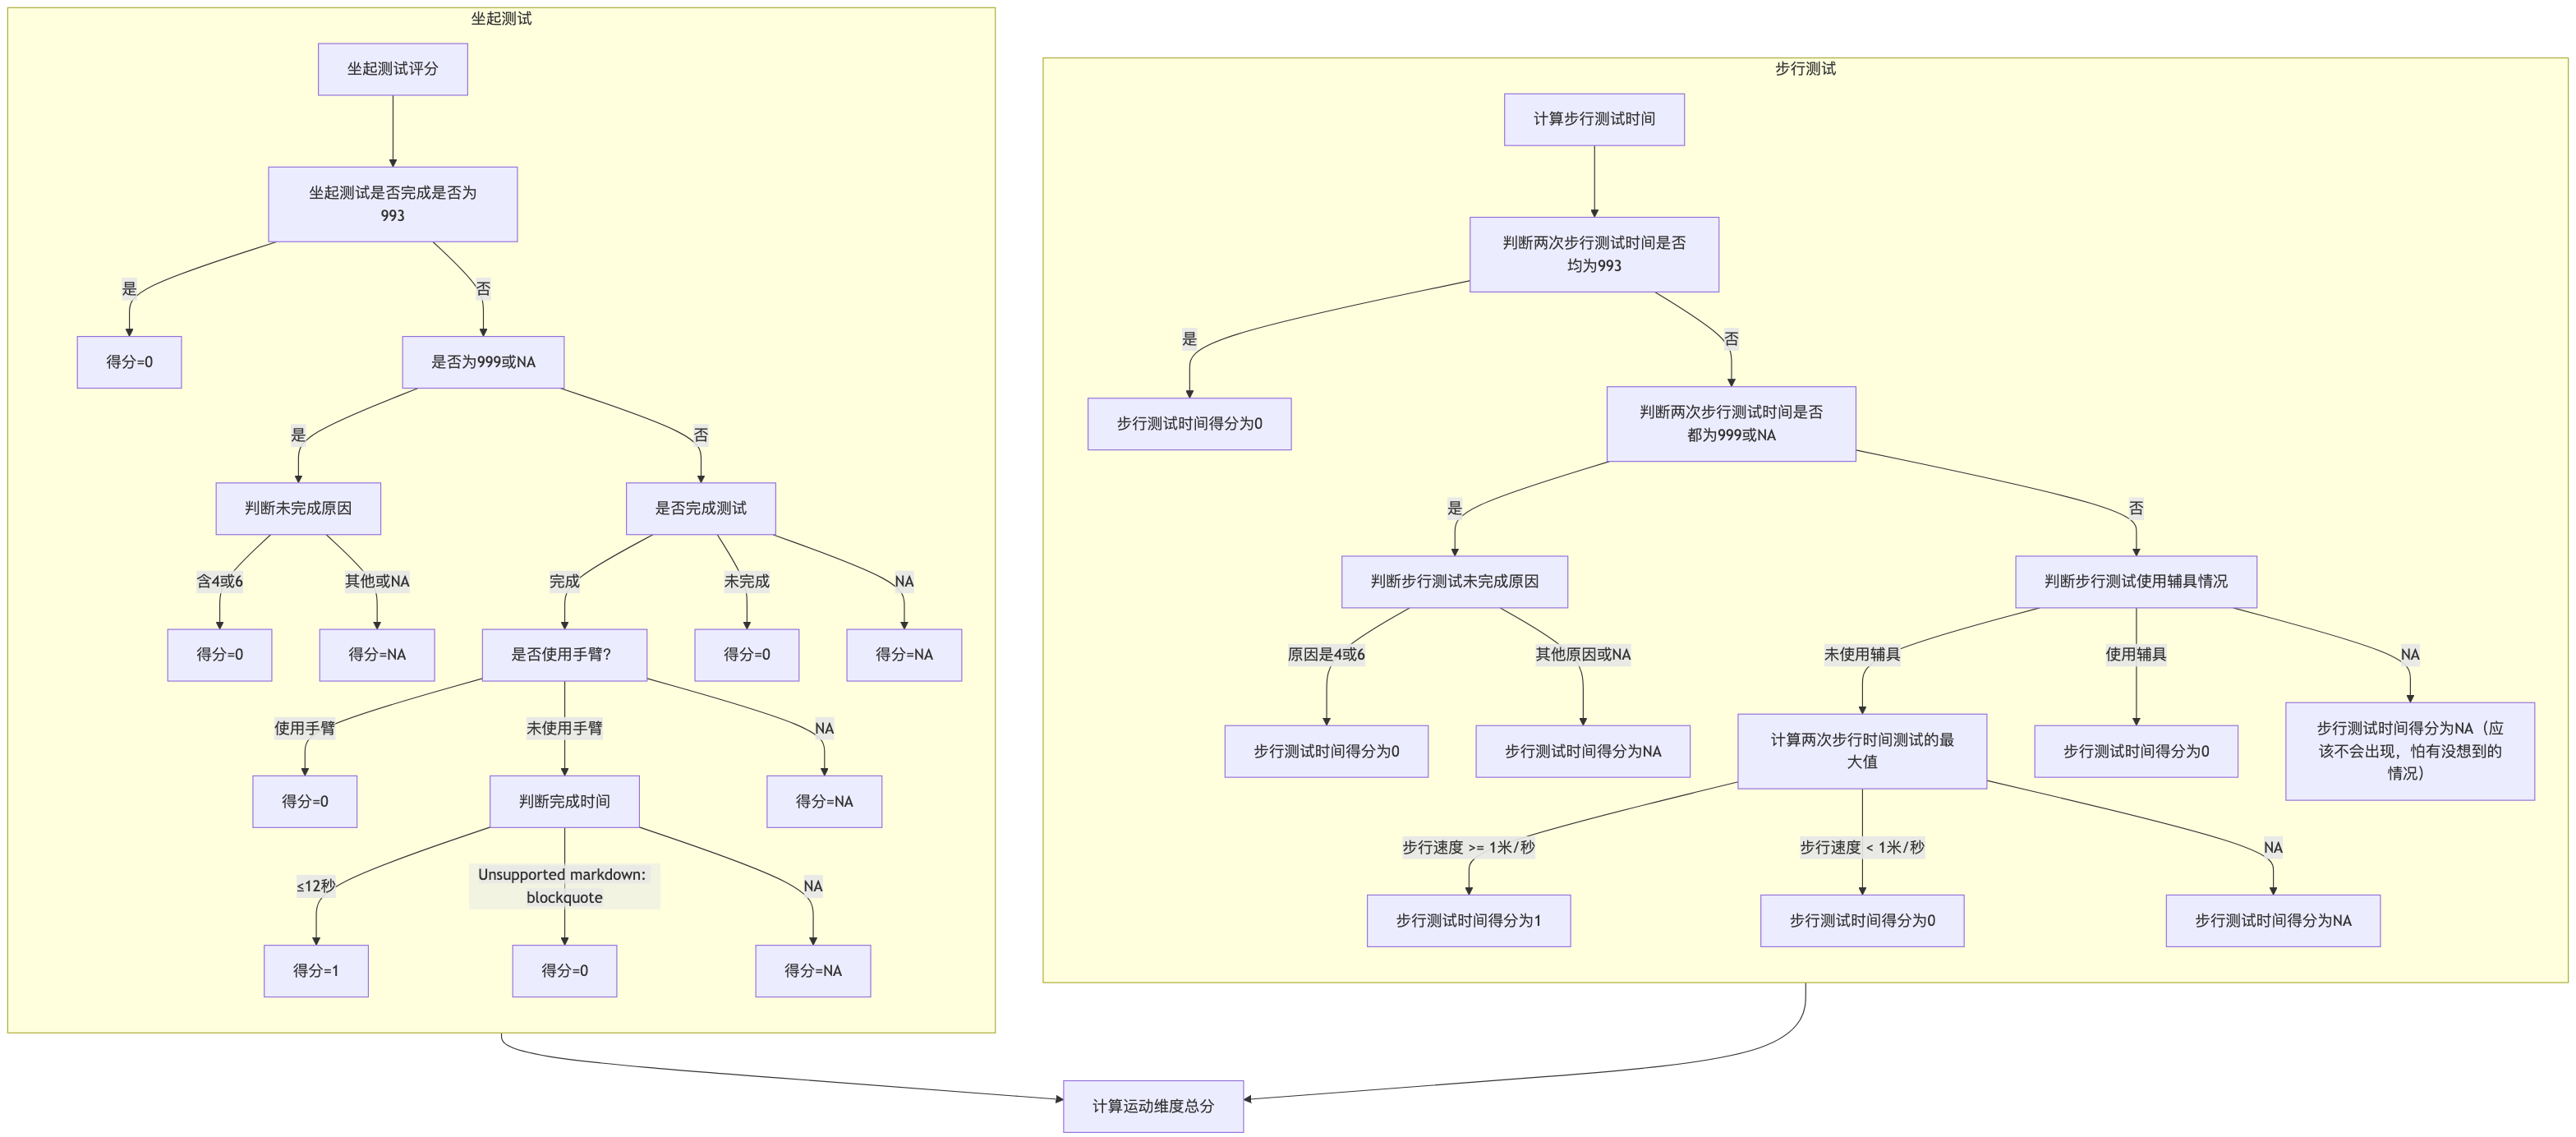 坐起测试
坐起测试评分
坐起测试是否完成是否为
993
是
否
得分=0
是否为999或NA
是
否
判断未完成原因
是否完成测试
含4或6
其他或NA
完成
未完成
NA
得分=0
得分=NA
是否使用手臂?
得分=0
得分=NA
使用手臂
未使用手臂
NA
得分=0
判断完成时间
得分=NA
≤12秒
Unsupported markdown:
blockquote
NA
得分=1
得分=0
得分=NA
步行测试
计算步行测试时间
判断两次步行测试时间是否
均为993
是
否
步行测试时间得分为0
判断两次步行测试时间是否
都为999或NA
是
否
判断步行测试未完成原因
判断步行测试使用辅具情况
原因是4或6
其他原因或NA
未使用辅具
使用辅具
NA
步行测试时间得分为0
步行测试时间得分为NA
计算两次步行时间测试的最
大值
步行测试时间得分为0
步行测试时间得分为NA（应
该不会出现，怕有没想到的
情况）
步行速度 >= 1米/秒
步行速度 < 1米/秒
NA
步行测试时间得分为1
步行测试时间得分为0
步行测试时间得分为NA
计算运动维度总分